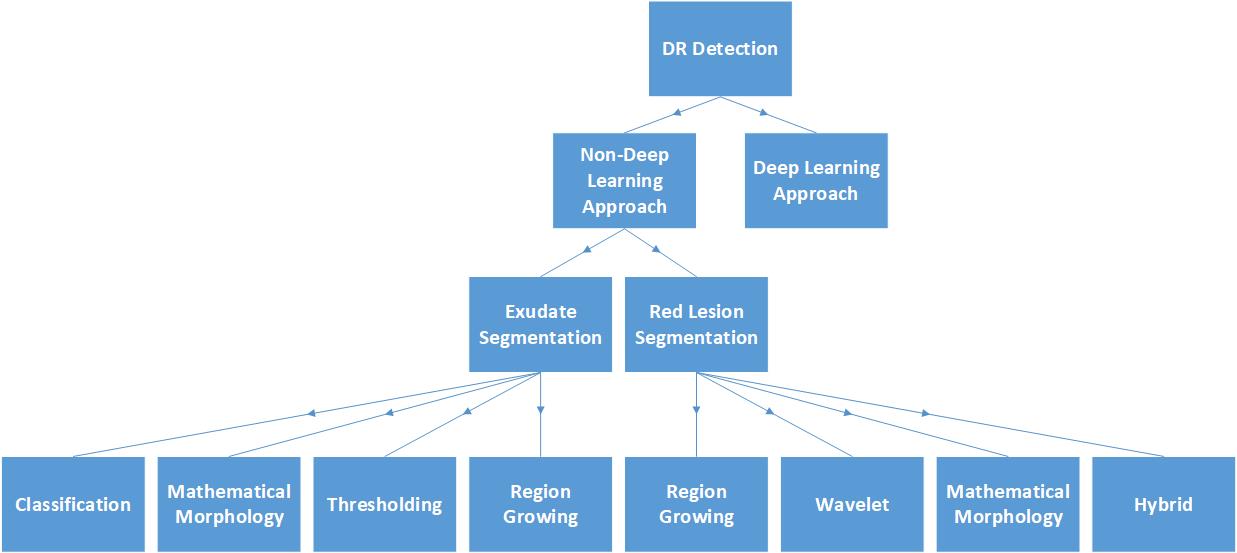 DR Detection
Non-Deep
Learning
Approach
Deep Learning
Approach
Exudate
Segmentation
Red Lesion
Segmentation
Classification
Mathematical
Morphology
Thresholding
Region
Growing
Region
Growing
Wavelet
Mathematical
Morphology
Hybrid